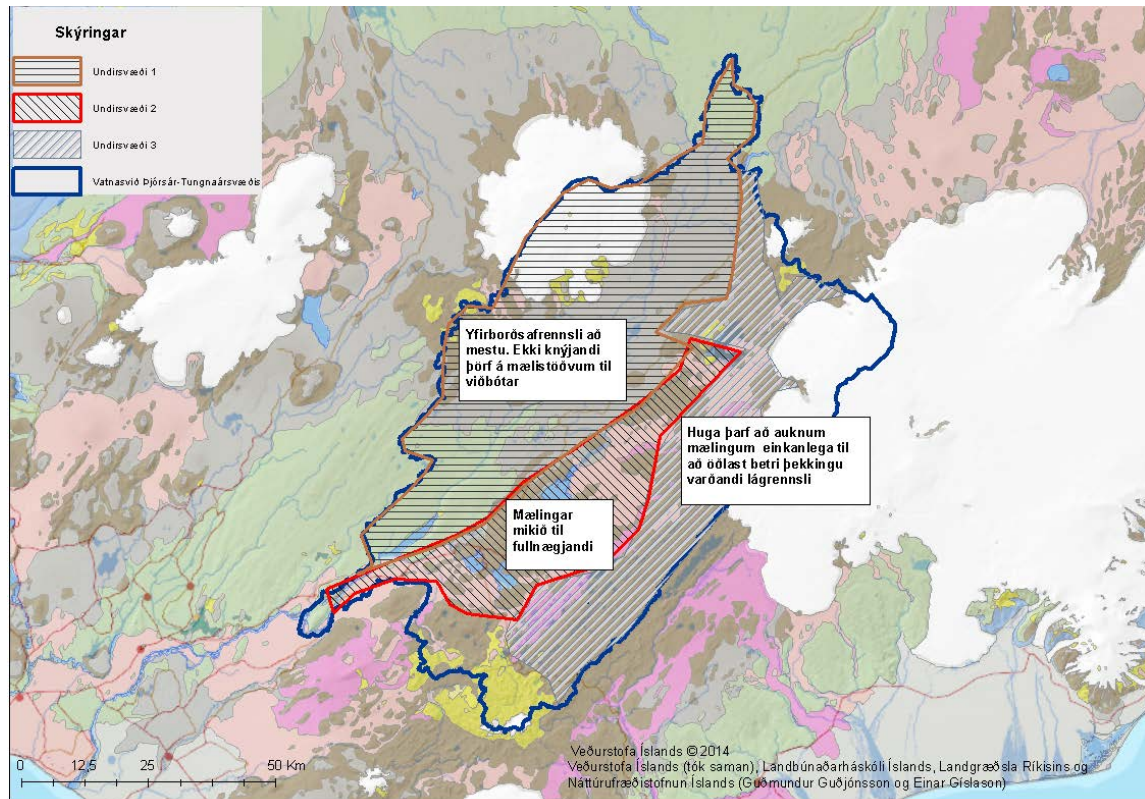 Skýringar
Undirsvæði 1
Undirsvæði 2
Undirsvæði 3
Vatnasvið Þjórsár-Tungnaársvæðis
Yfirborðsafrennsli að
mestu. Ekki knýjandi
þörf á mælistöðvum til
viðbótar
Huga þarf að auknum
mælingum einkanlega til
að öðlast betri þekkingu
varðandi lágrennsli
Mælingar
mikið til
fullnægjandi
0 12,5 25 50 Km
Veðurstofa Íslands © 2014
Veðurstofa Íslands (tók saman), Landbúnaðarháskóli Íslands, Landgræðsla Ríkisins og
Náttúrufræðistofnun Íslands (Guðmundur Guðjónsson og Einar Gíslason)